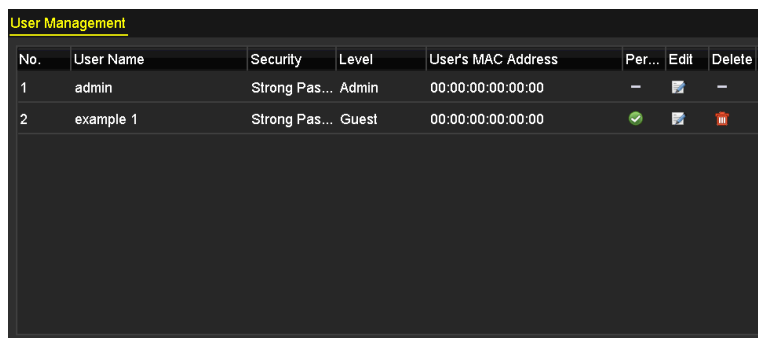 User Management
No. User Name Security Level User's MAC Address Per... Edit Delete
1 admin Strong Pas... Admin 00:00:00:00:00:00 –
2 example 1 Strong Pas... Guest 00:00:00:00:00:00